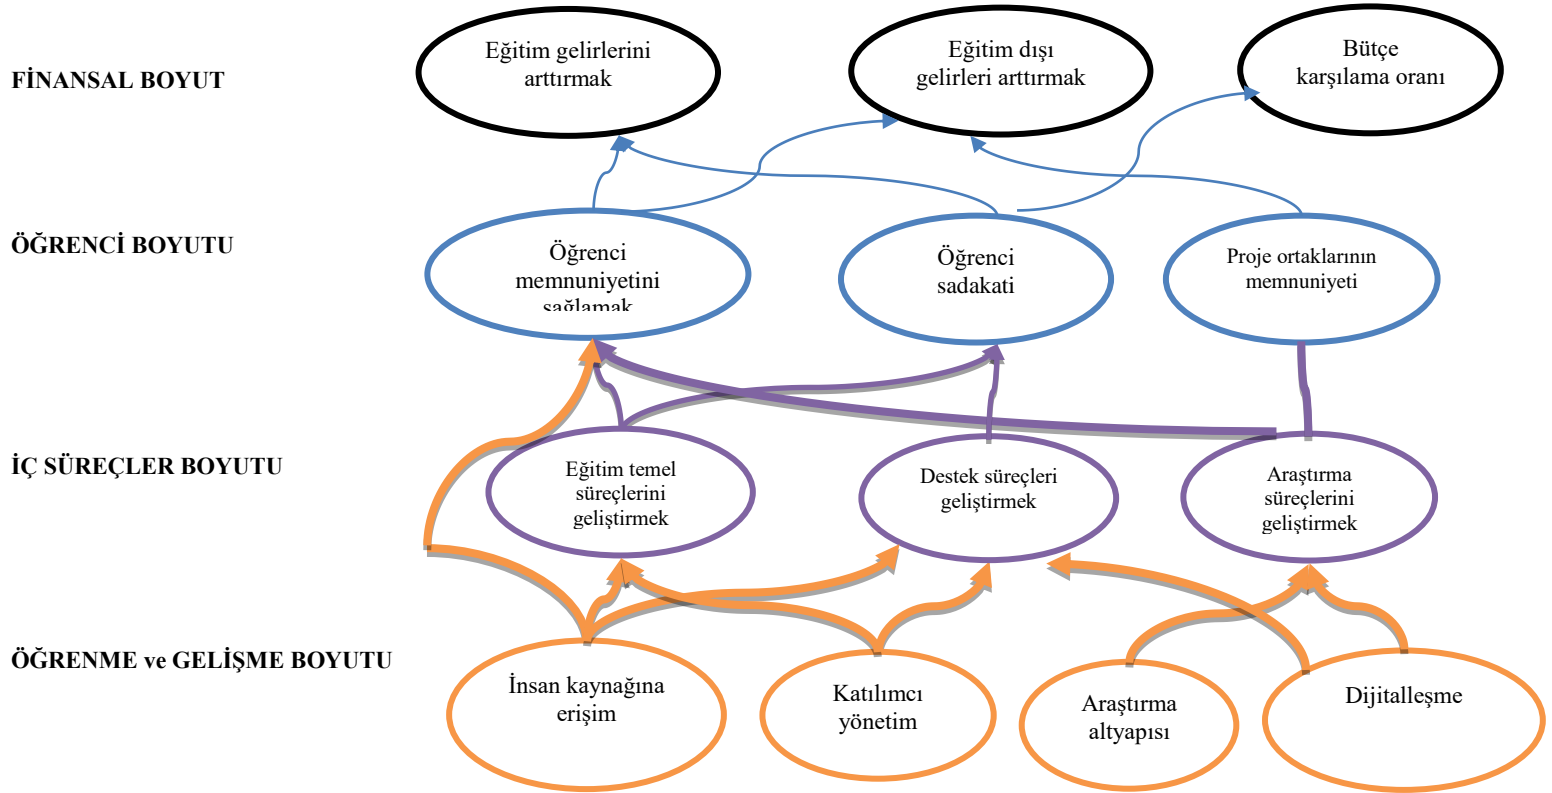 FİNANSAL BOYUT
Eğitim gelirlerini
arttırmak
Eğitim dışı
gelirleri arttırmak
Bütçe
karşılama oranı
ÖĞRENCİ BOYUTU
Öğrenci
memnuniyetini
sağlamak
Öğrenci
sadakati
Proje ortaklarının
memnuniyeti
İÇ SÜREÇLER BOYUTU
Eğitim temel
süreçlerini
geliştirmek
Destek süreçleri
geliştirmek
Araştırma
süreçlerini
geliştirmek
ÖĞRENME ve GELİŞME BOYUTU
İnsan kaynağına
erişim
Katılımcı
yönetim
Araştırma
altyapısı
Dijitalleşme